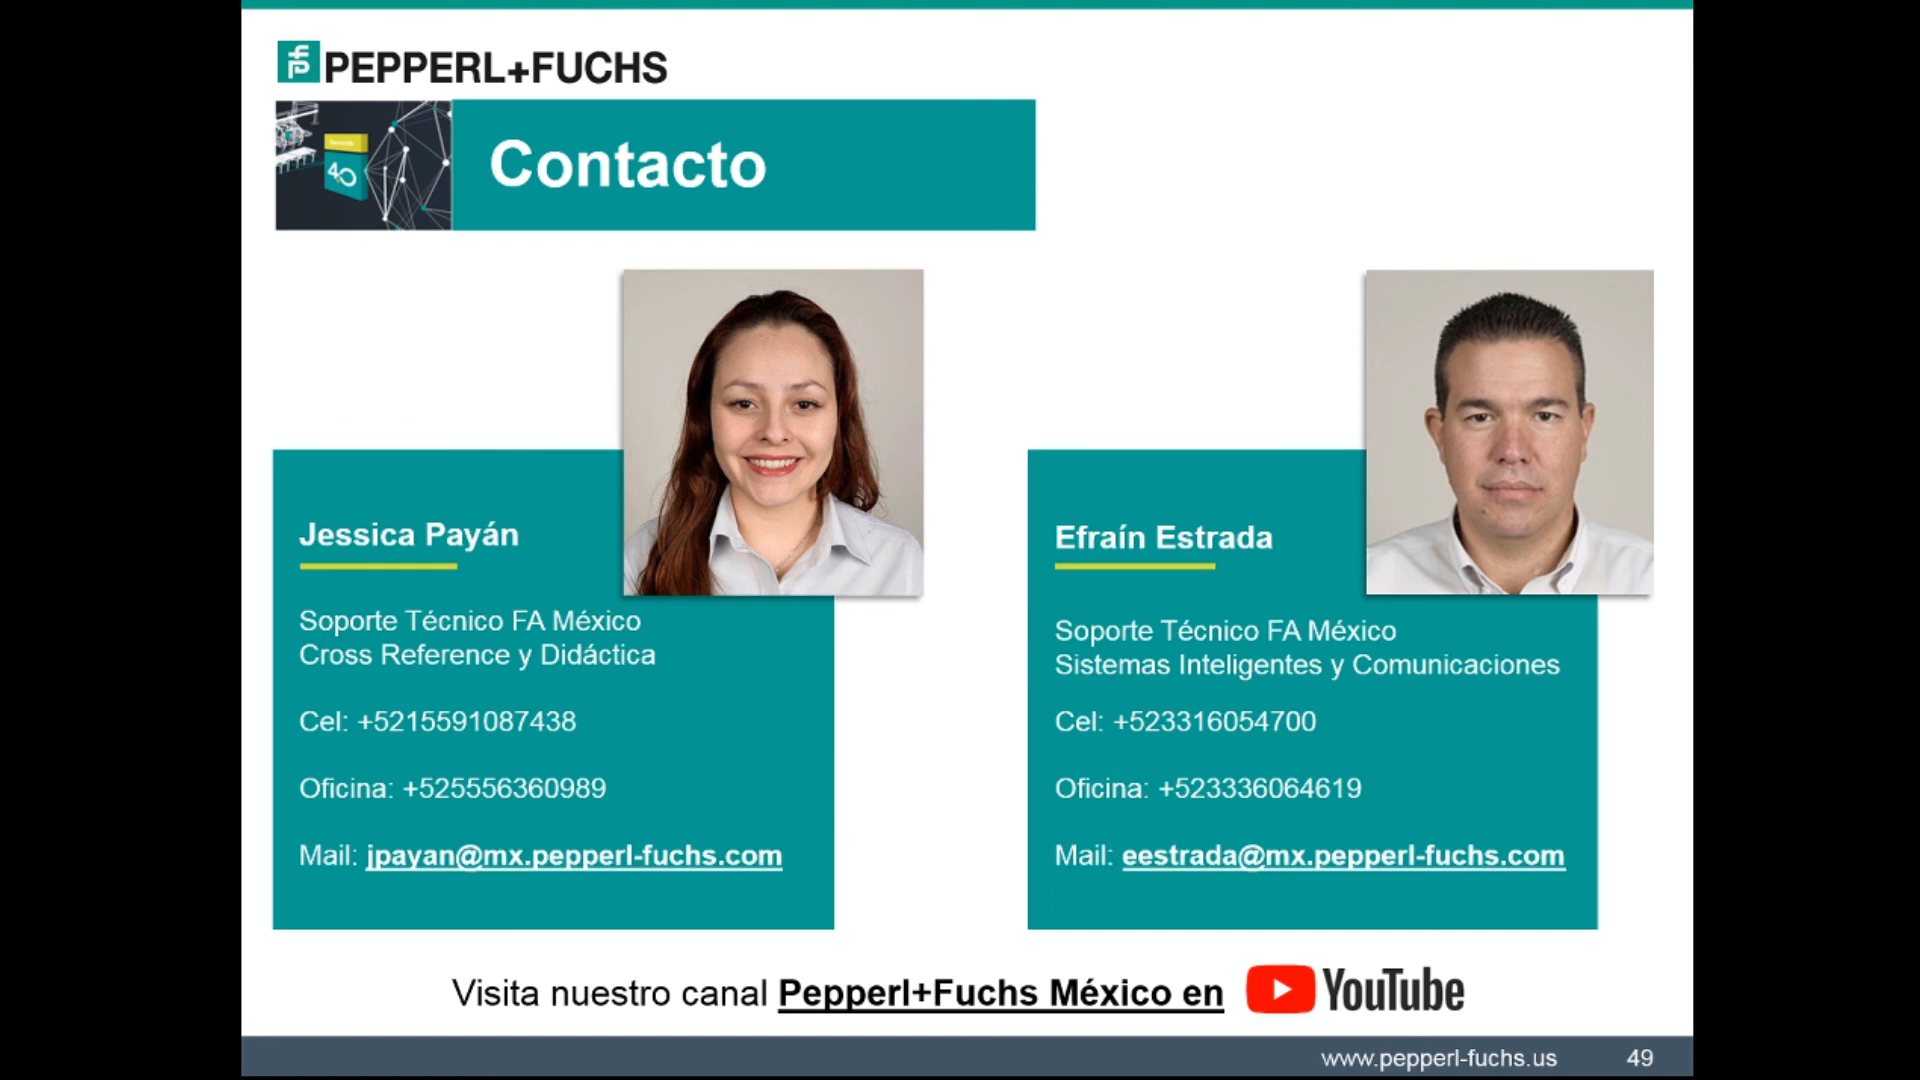 PEPPERL+FUCHS
4.0
Contacto
Jessica Payán
Soporte Técnico FA México
Cross Reference y Didáctica
Cel: +5215591087438
Oficina: +525556360989
Mail: jpayan@mx.pepperl-fuchs.com
Efraín Estrada
Soporte Técnico FA México
Sistemas Inteligentes y Comunicaciones
Cel: +523316054700
Oficina: +523336064619
Mail: eestrada@mx.pepperl-fuchs.com
Visita nuestro canal Pepperl+Fuchs México en YouTube
www.pepperl-fuchs.us 49